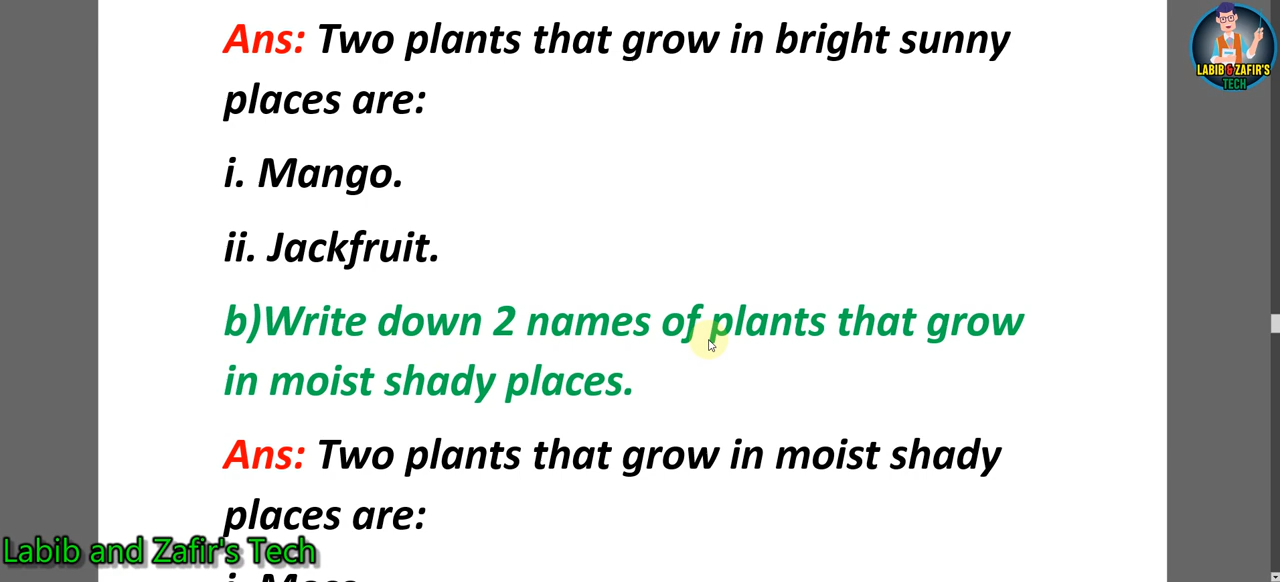 Ans: Two plants that grow in bright sunny
places are:
i. Mango.
ii. Jackfruit.
b)Write down 2 names of plants that grow
in moist shady places.
Ans: Two plants that grow in moist shady
places are:
i. Moss
LABIB & ZAFIR'S
TECH
Labib and Zafir's Tech